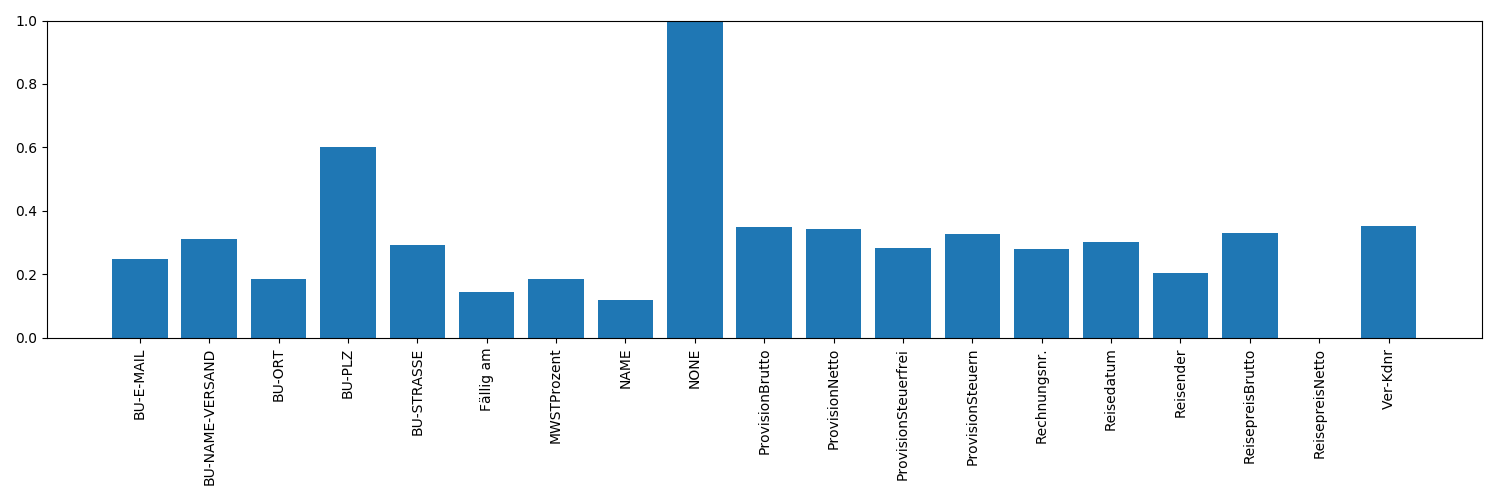 1.0
0.8
0.6
0.4
0.2
0.0
BU-E-MAIL
BU-NAME-VERSAND
BU-ORT
BU-PLZ
BU-STRASSE
Fällig am
MWSTProzent
NAME
NONE
ProvisionBrutto
ProvisionNetto
ProvisionSteuerfrei
ProvisionSteuern
Rechnungsnr.
Reisedatum
Reisender
ReisepreisBrutto
ReisepreisNetto
Ver-Kdnr